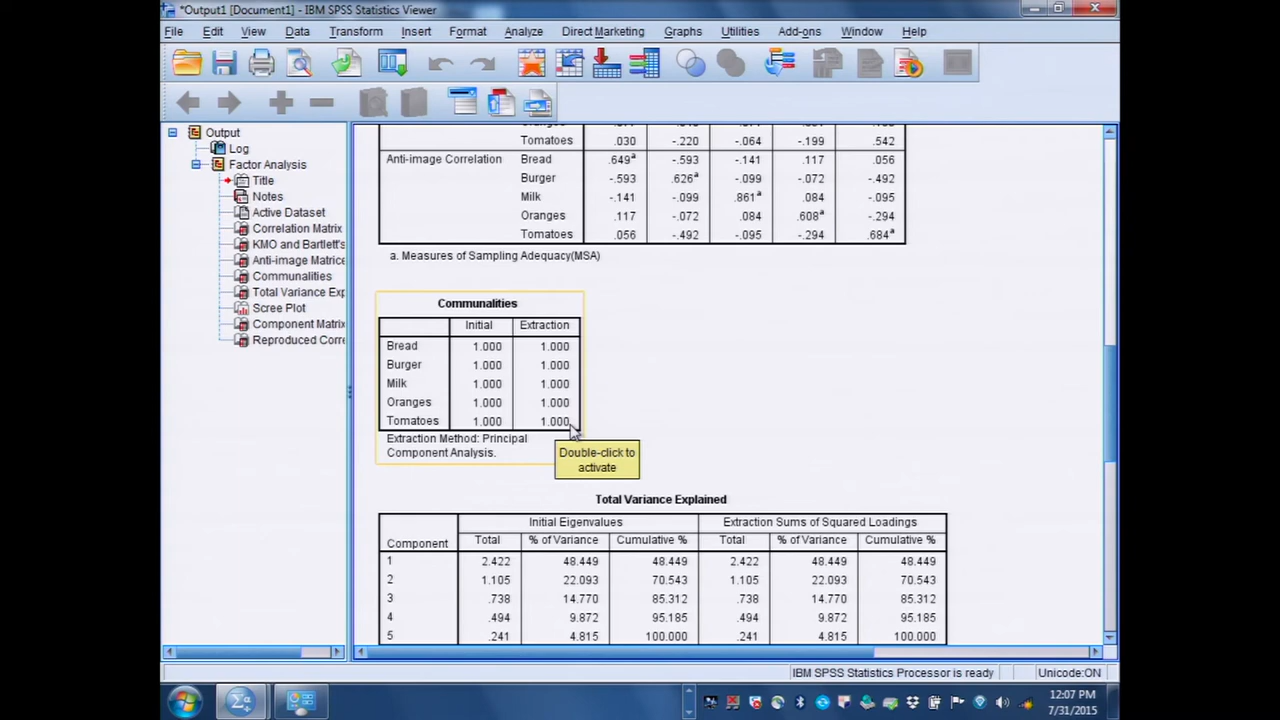 *Output1 [Document1] - IBM SPSS Statistics Viewer
File Edit View Data Transform Insert Format Analyze Direct Marketing Graphs Utilities Add-ons Window Help
Output
Log
Factor Analysis
Title
Notes
Active Dataset
Correlation Matrix
KMO and Bartlett's
Anti-image Matrice
Communalities
Total Variance Exp
Scree Plot
Component Matrix
Reproduced Corre
Tomatoes .030 -.220 -.064 -.199 .542
Anti-image Correlation Bread .649a -.593 -.141 .117 .056
Burger -.593 .626a -.099 -.072 -.492
Milk -.141 -.099 .861a .084 -.095
Oranges .117 -.072 .084 .608a -.294
Tomatoes .056 -.492 -.095 -.294 .684a
a. Measures of Sampling Adequacy(MSA)
Communalities
Initial Extraction
Bread 1.000 1.000
Burger 1.000 1.000
Milk 1.000 1.000
Oranges 1.000 1.000
Tomatoes 1.000 1.000
Extraction Method: Principal
Component Analysis.
Double-click to
activate
Total Variance Explained
Initial Eigenvalues Extraction Sums of Squared Loadings
Component Total % of Variance Cumulative % Total % of Variance Cumulative %
1 2.422 48.449 48.449 2.422 48.449 48.449
2 1.105 22.093 70.543 1.105 22.093 70.543
3 .738 14.770 85.312 .738 14.770 85.312
4 .494 9.872 95.185 .494 9.872 95.185
5 .241 4.815 100.000 .241 4.815 100.000
IBM SPSS Statistics Processor is ready Unicode:ON
12:07 PM
7/31/2015